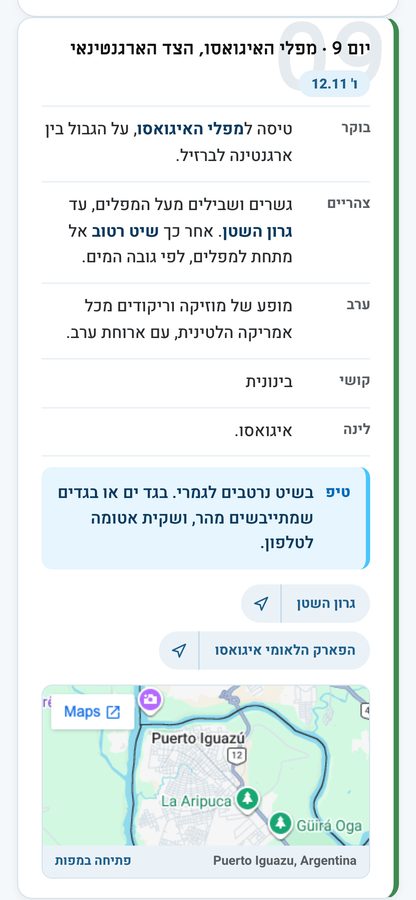 09
יום 9 · מפלי האיגואסו, הצד הארגנטינאי
ו' 12.11
בוקר
טיסה למפלי האיגואסו, על הגבול בין
ארגנטינה לברזיל.
צהריים
גשרים ושבילים מעל המפלים, עד
גרון השטן. אחר כך שיט רטוב אל
מתחת למפלים, לפי גובה המים.
ערב
מופע של מוזיקה וריקודים מכל
אמריקה הלטינית, עם ארוחת ערב.
קושי
בינונית
לינה
איגואסו.
טיפ
בשיט נרטבים לגמרי. בגד ים או בגדים
שמתייבשים מהר, ושקית אטומה
לטלפון.
גרון השטן
הפארק הלאומי איגואסו
Maps
Puerto Iguazú
12
4
La Aripuca
Güirá Oga
Puerto Iguazu, Argentina
פתיחה במפות